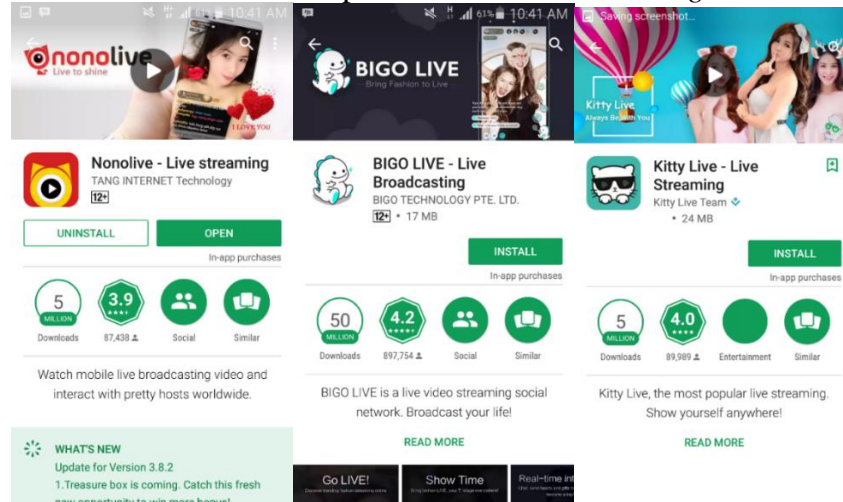 10:41 AM
nonolive
Live to shine
I LOVE YOU
Nonolive - Live streaming
TANG INTERNET Technology
12+
UNINSTALL
OPEN
In-app purchases
5
MILLION
Downloads
3.9
87,438
Social
Similar
Watch mobile live broadcasting video and
interact with pretty hosts worldwide.
WHAT'S NEW
Update for Version 3.8.2
1.Treasure box is coming. Catch this fresh
new opportunity to win more bonus!
61% 10:41 AM
BIGO LIVE
Bring Fashion to Live
BIGO LIVE - Live
Broadcasting
BIGO TECHNOLOGY PTE. LTD.
12+ • 17 MB
INSTALL
In-app purchases
50
MILLION
Downloads
4.2
897,754
Social
Similar
BIGO LIVE is a live video streaming social
network. Broadcast your life!
READ MORE
Go LIVE!
Show Time
Real-time int
Saving screenshot...
Kitty Live
Always Be With You
Kitty Live - Live
Streaming
Kitty Live Team
• 24 MB
INSTALL
In-app purchases
5
MILLION
Downloads
4.0
89,989
Entertainment
Similar
Kitty Live, the most popular live streaming.
Show yourself anywhere!
READ MORE